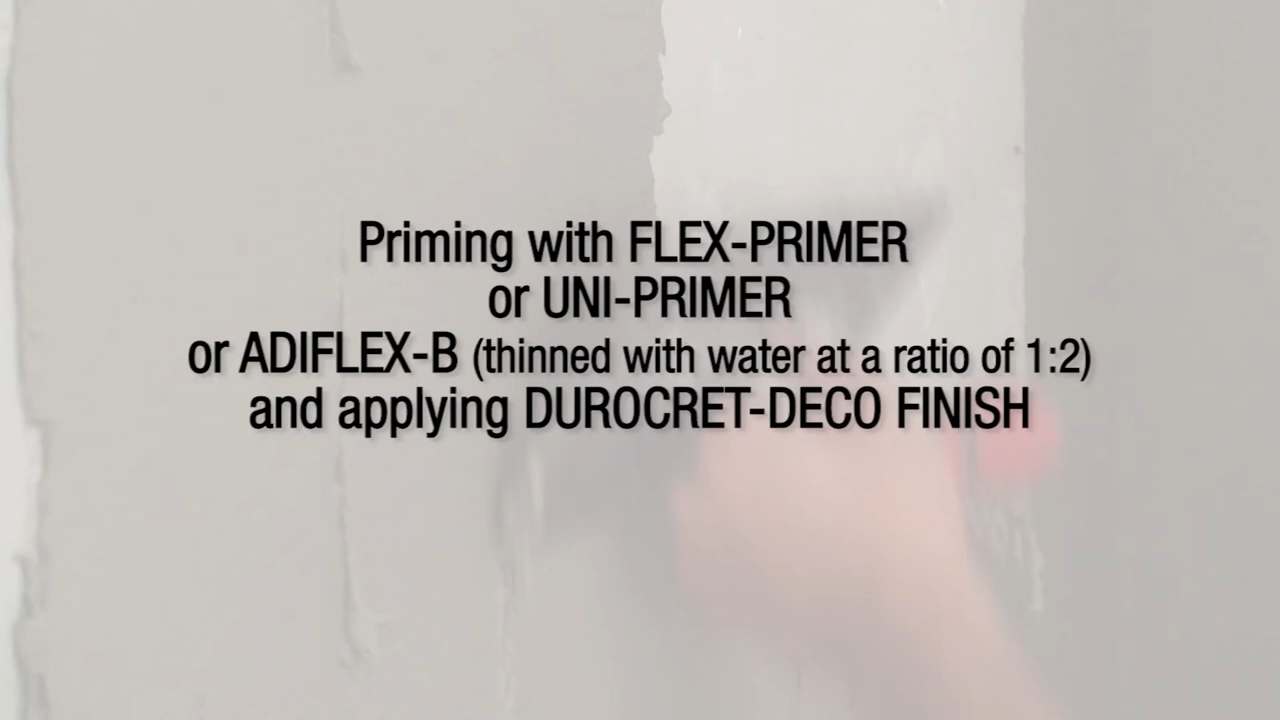 Priming with FLEX-PRIMER
or UNI-PRIMER
or ADIFLEX-B (thinned with water at a ratio of 1:2)
and applying DUROCRET-DECO FINISH